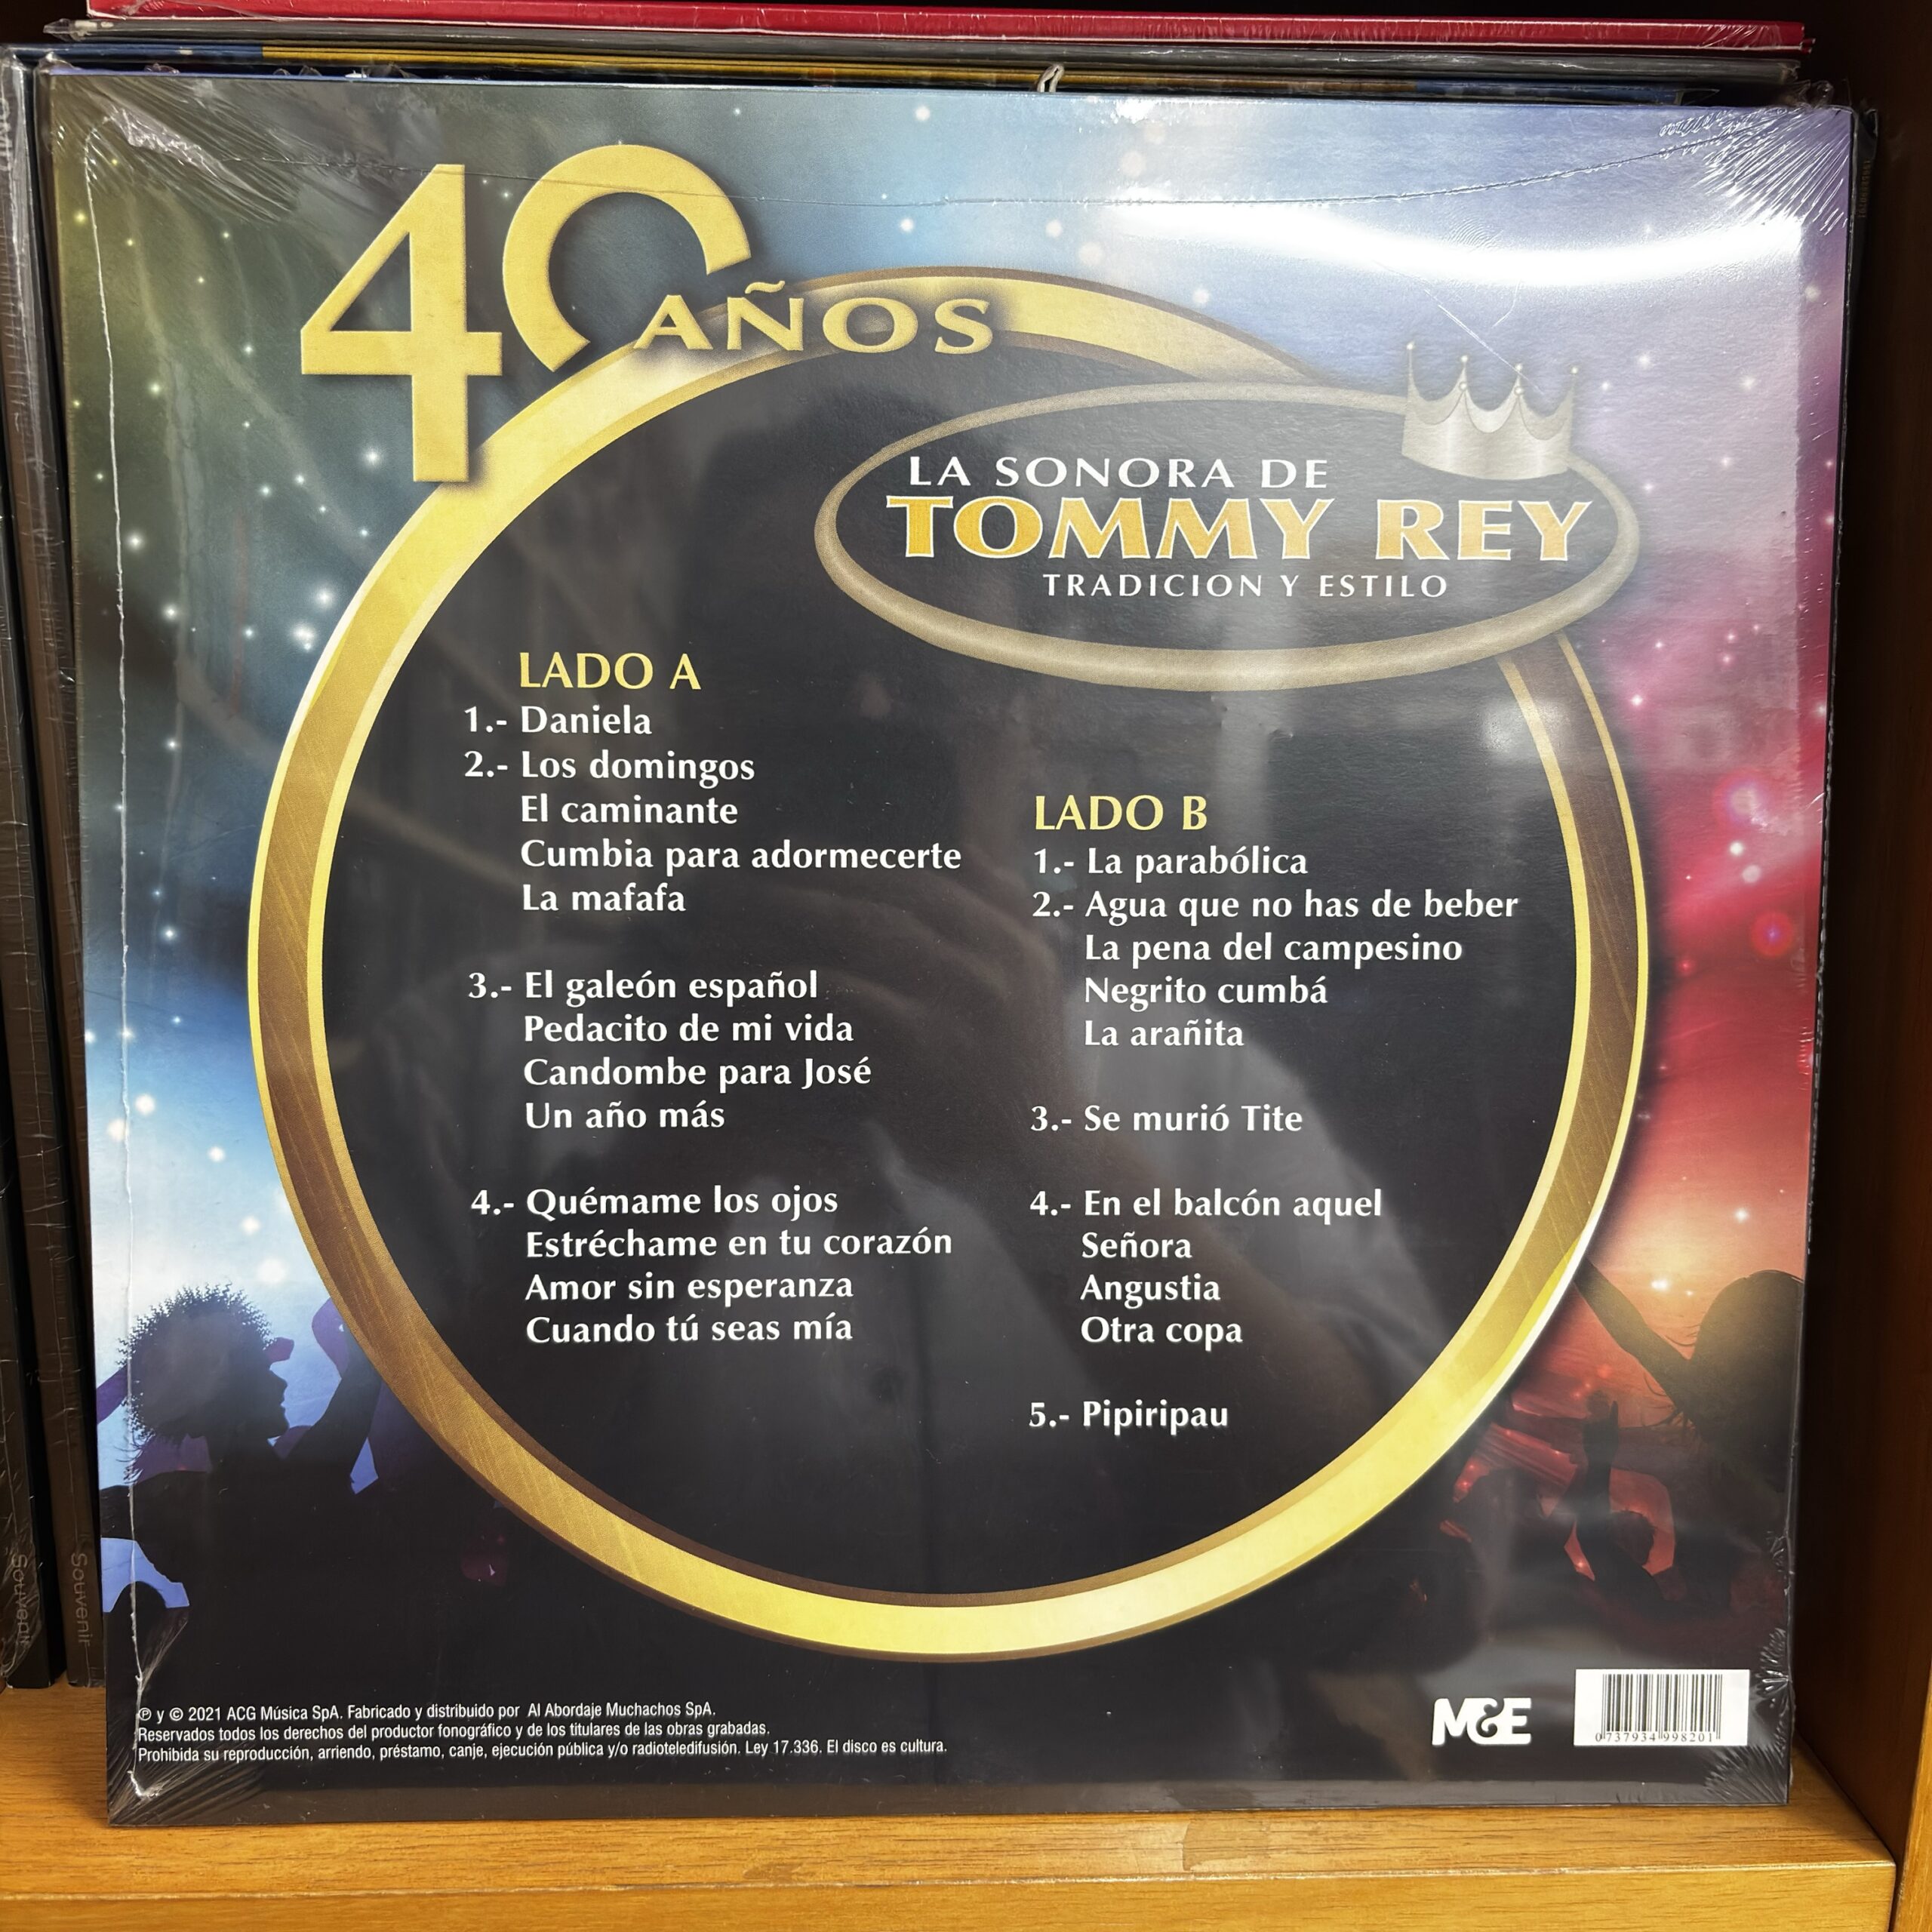 40 AÑOS
LA SONORA DE
TOMMY REY
TRADICION Y ESTILO
LADO A
1.- Daniela
2.- Los domingos
El caminante
Cumbia para adormecerte
La mafafa
3.- El galeón español
Pedacito de mi vida
Candombe para José
Un año más
4.- Quémame los ojos
Estréchame en tu corazón
Amor sin esperanza
Cuando tú seas mía
LADO B
1.- La parabólica
2.- Agua que no has de beber
La pena del campesino
Negrito cumbá
La arañita
3.- Se murió Tite
4.- En el balcón aquel
Señora
Angustia
Otra copa
5.- Pipiripau
℗ y © 2021 ACG Música SpA. Fabricado y distribuido por Al Abordaje Muchachos SpA.
Reservados todos los derechos del productor fonográfico y de los titulares de las obras grabadas.
Prohibida su reproducción, arriendo, préstamo, canje, ejecución pública y/o radioteledifusión. Ley 17.336. El disco es cultura.
M&E
0 737934 998201
Souvenir
Souvenir